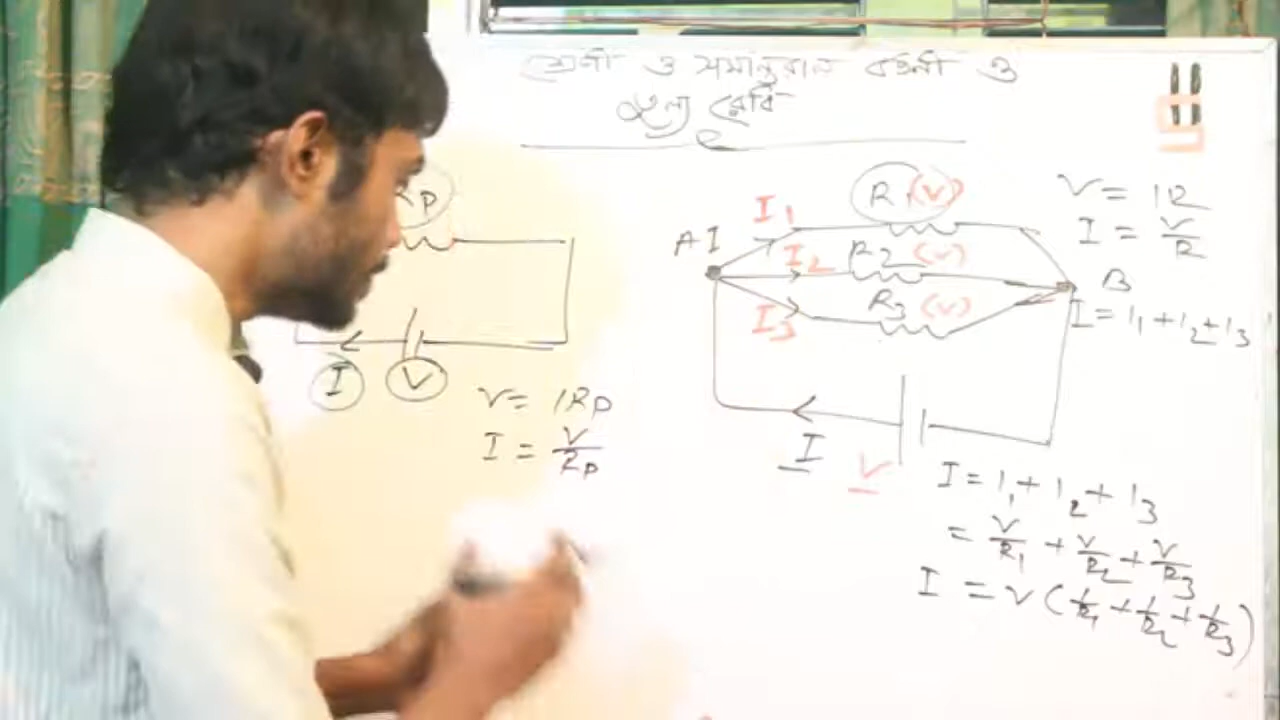 শ্রেণী ও সমান্তরাল বর্তনী ও
তুল্য রোধ
Rp
I
V
V = IRp
I = V/Rp
A I
I1
R1 (V)
I2
R2 (V)
I3
R3 (V)
B
I
V
V = IR
I = V/R
I = I1 + I2 + I3
I = I1 + I2 + I3
= V/R1 + V/R2 + V/R3
I = V (1/R1 + 1/R2 + 1/R3)